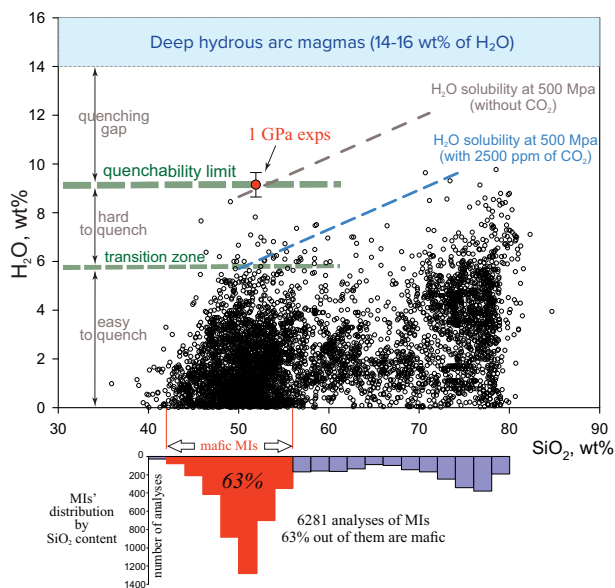 16
14
12
10
8
6
4
2
0
H₂O, wt%
Deep hydrous arc magmas (14-16 wt% of H₂O)
quenching
gap
1 GPa exps
H₂O solubility at 500 Mpa
(without CO₂)
H₂O solubility at 500 Mpa
(with 2500 ppm of CO₂)
quenchability limit
hard
to quench
transition zone
easy
to quench
30
40
50
60
70
80
90
mafic MIs
SiO₂, wt%
MIs'
distribution
by
SiO₂ content
number of analyses
0
200
400
600
800
1000
1200
1400
63%
6281 analyses of MIs
63% out of them are mafic